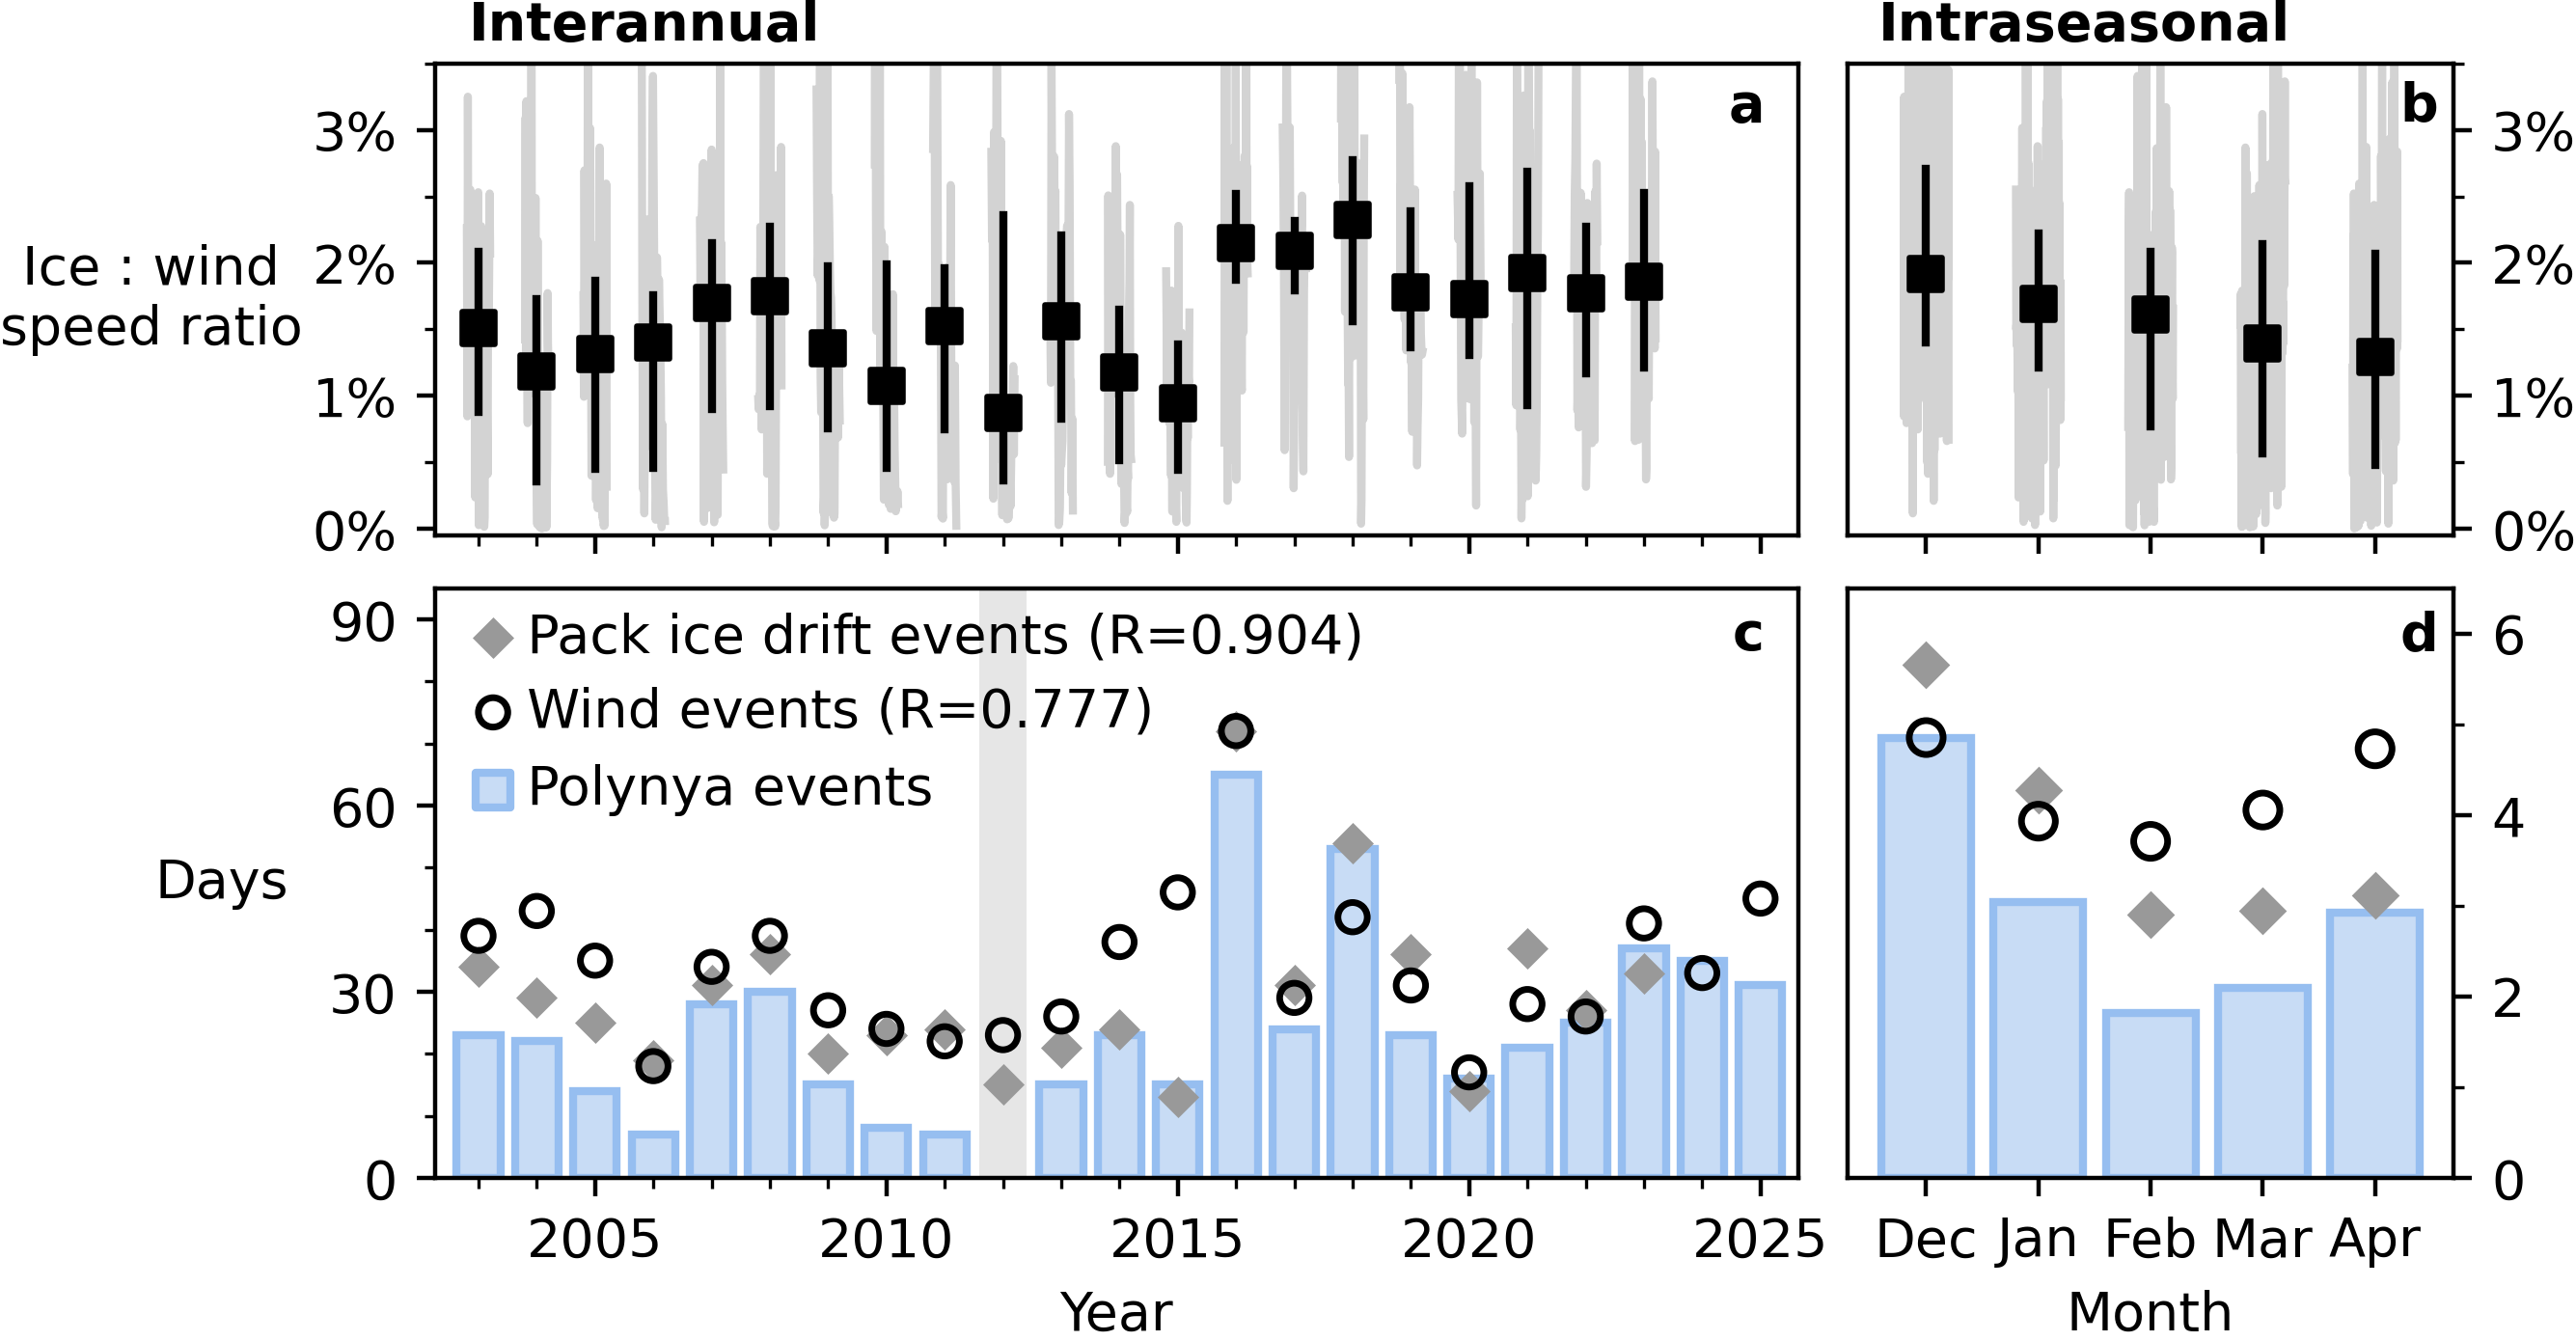 Interannual
Intraseasonal
a
b
3%
2%
1%
0%
3%
2%
1%
0%
Ice : wind
speed ratio
Pack ice drift events (R=0.904)
Wind events (R=0.777)
Polynya events
c
d
90
60
30
0
6
4
2
0
Days
2005
2010
2015
2020
2025
Dec
Jan
Feb
Mar
Apr
Year
Month